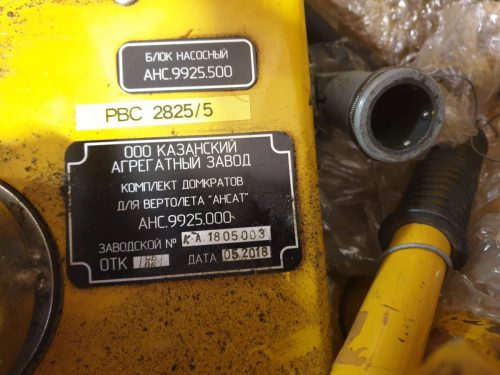 БЛОК НАСОСНЫЙ
АНС.9925.500
РВС 2825/5
ООО КАЗАНСКИЙ
АГРЕГАТНЫЙ ЗАВОД
КОМПЛЕКТ ДОМКРАТОВ
ДЛЯ ВЕРТОЛЕТА "АНСАТ"
АНС.9925.000
ЗАВОДСКОЙ № КА1805003
ОТК ДАТА 05.2018